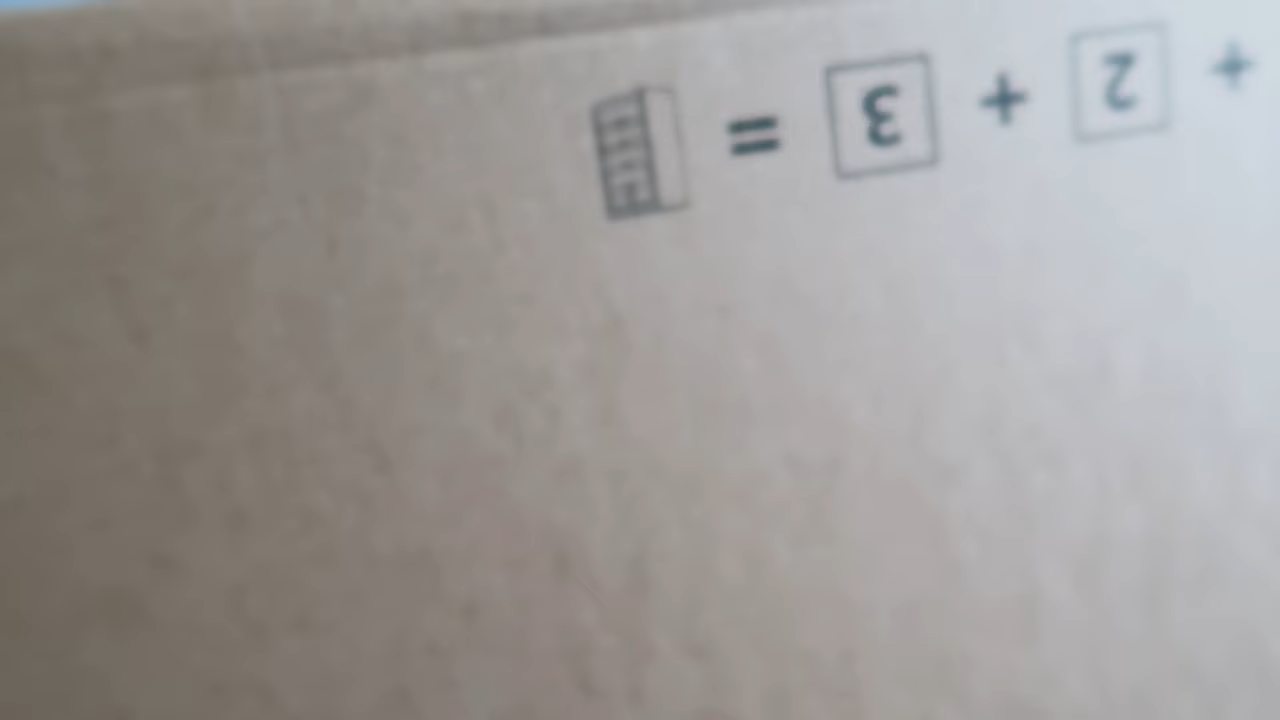 + 2 + 3 =